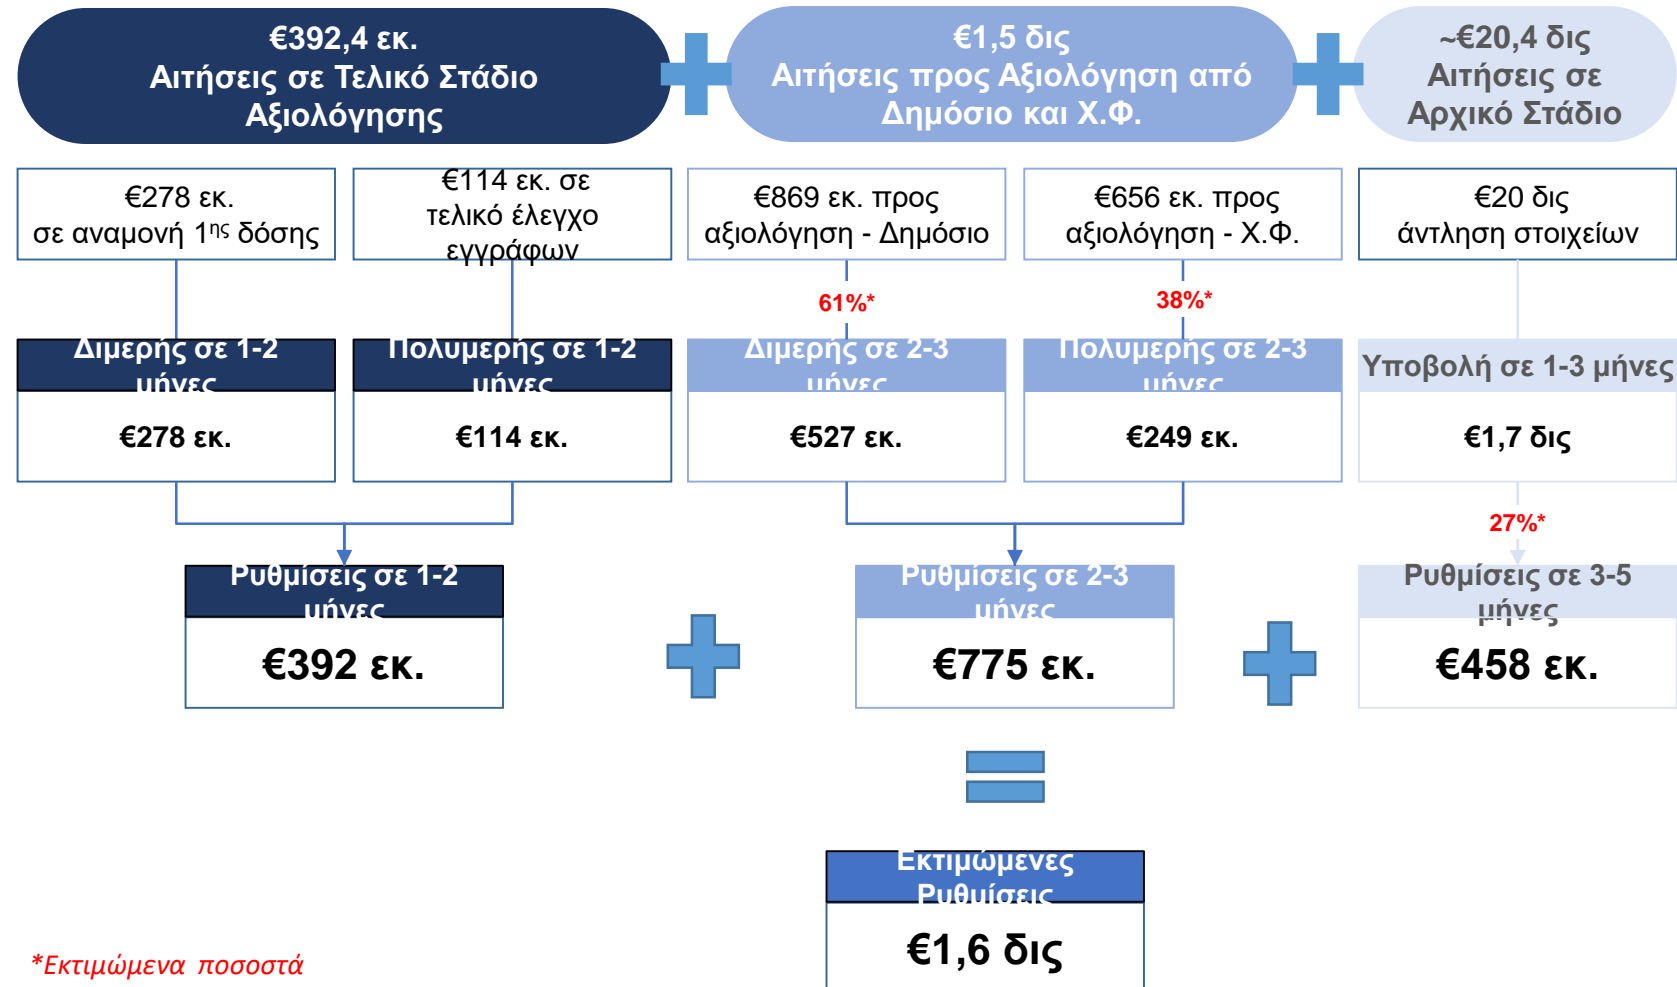 €392,4 εκ.
Αιτήσεις σε Τελικό Στάδιο
Αξιολόγησης
€1,5 δις
Αιτήσεις προς Αξιολόγηση από
Δημόσιο και Χ.Φ.
~€20,4 δις
Αιτήσεις σε
Αρχικό Στάδιο
€278 εκ.
σε αναμονή 1ης δόσης
€114 εκ. σε
τελικό έλεγχο
εγγράφων
€869 εκ. προς
αξιολόγηση - Δημόσιο
€656 εκ. προς
αξιολόγηση - Χ.Φ.
€20 δις
άντληση στοιχείων
61%*
38%*
Διμερής σε 1-2
μήνες
Πολυμερής σε 1-2
μήνες
Διμερής σε 2-3
μήνες
Πολυμερής σε 2-3
μήνες
Υποβολή σε 1-3 μήνες
€278 εκ.
€114 εκ.
€527 εκ.
€249 εκ.
€1,7 δις
27%*
Ρυθμίσεις σε 1-2
μήνες
Ρυθμίσεις σε 2-3
μήνες
Ρυθμίσεις σε 3-5
μήνες
€392 εκ.
€775 εκ.
€458 εκ.
Εκτιμώμενες
Ρυθμίσεις
€1,6 δις
*Εκτιμώμενα ποσοστά